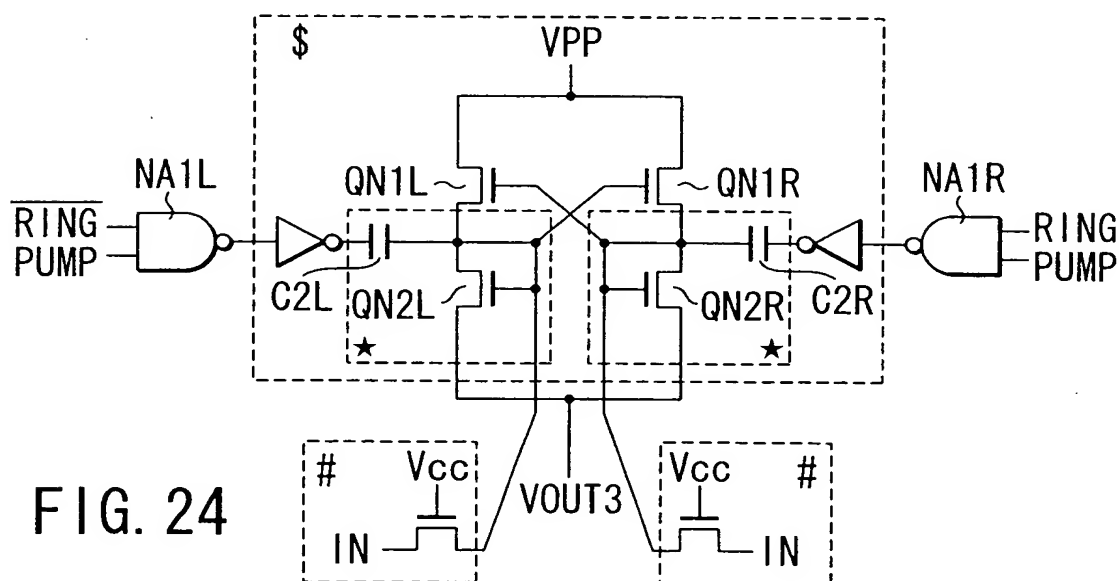 $
VPP
NA1L
QN1L
QN1R
NA1R
RING
PUMP
RING
PUMP
C2L
QN2L
QN2R
C2R
★
★
#
Vcc
Vcc
#
VOUT3
FIG. 24
IN
IN